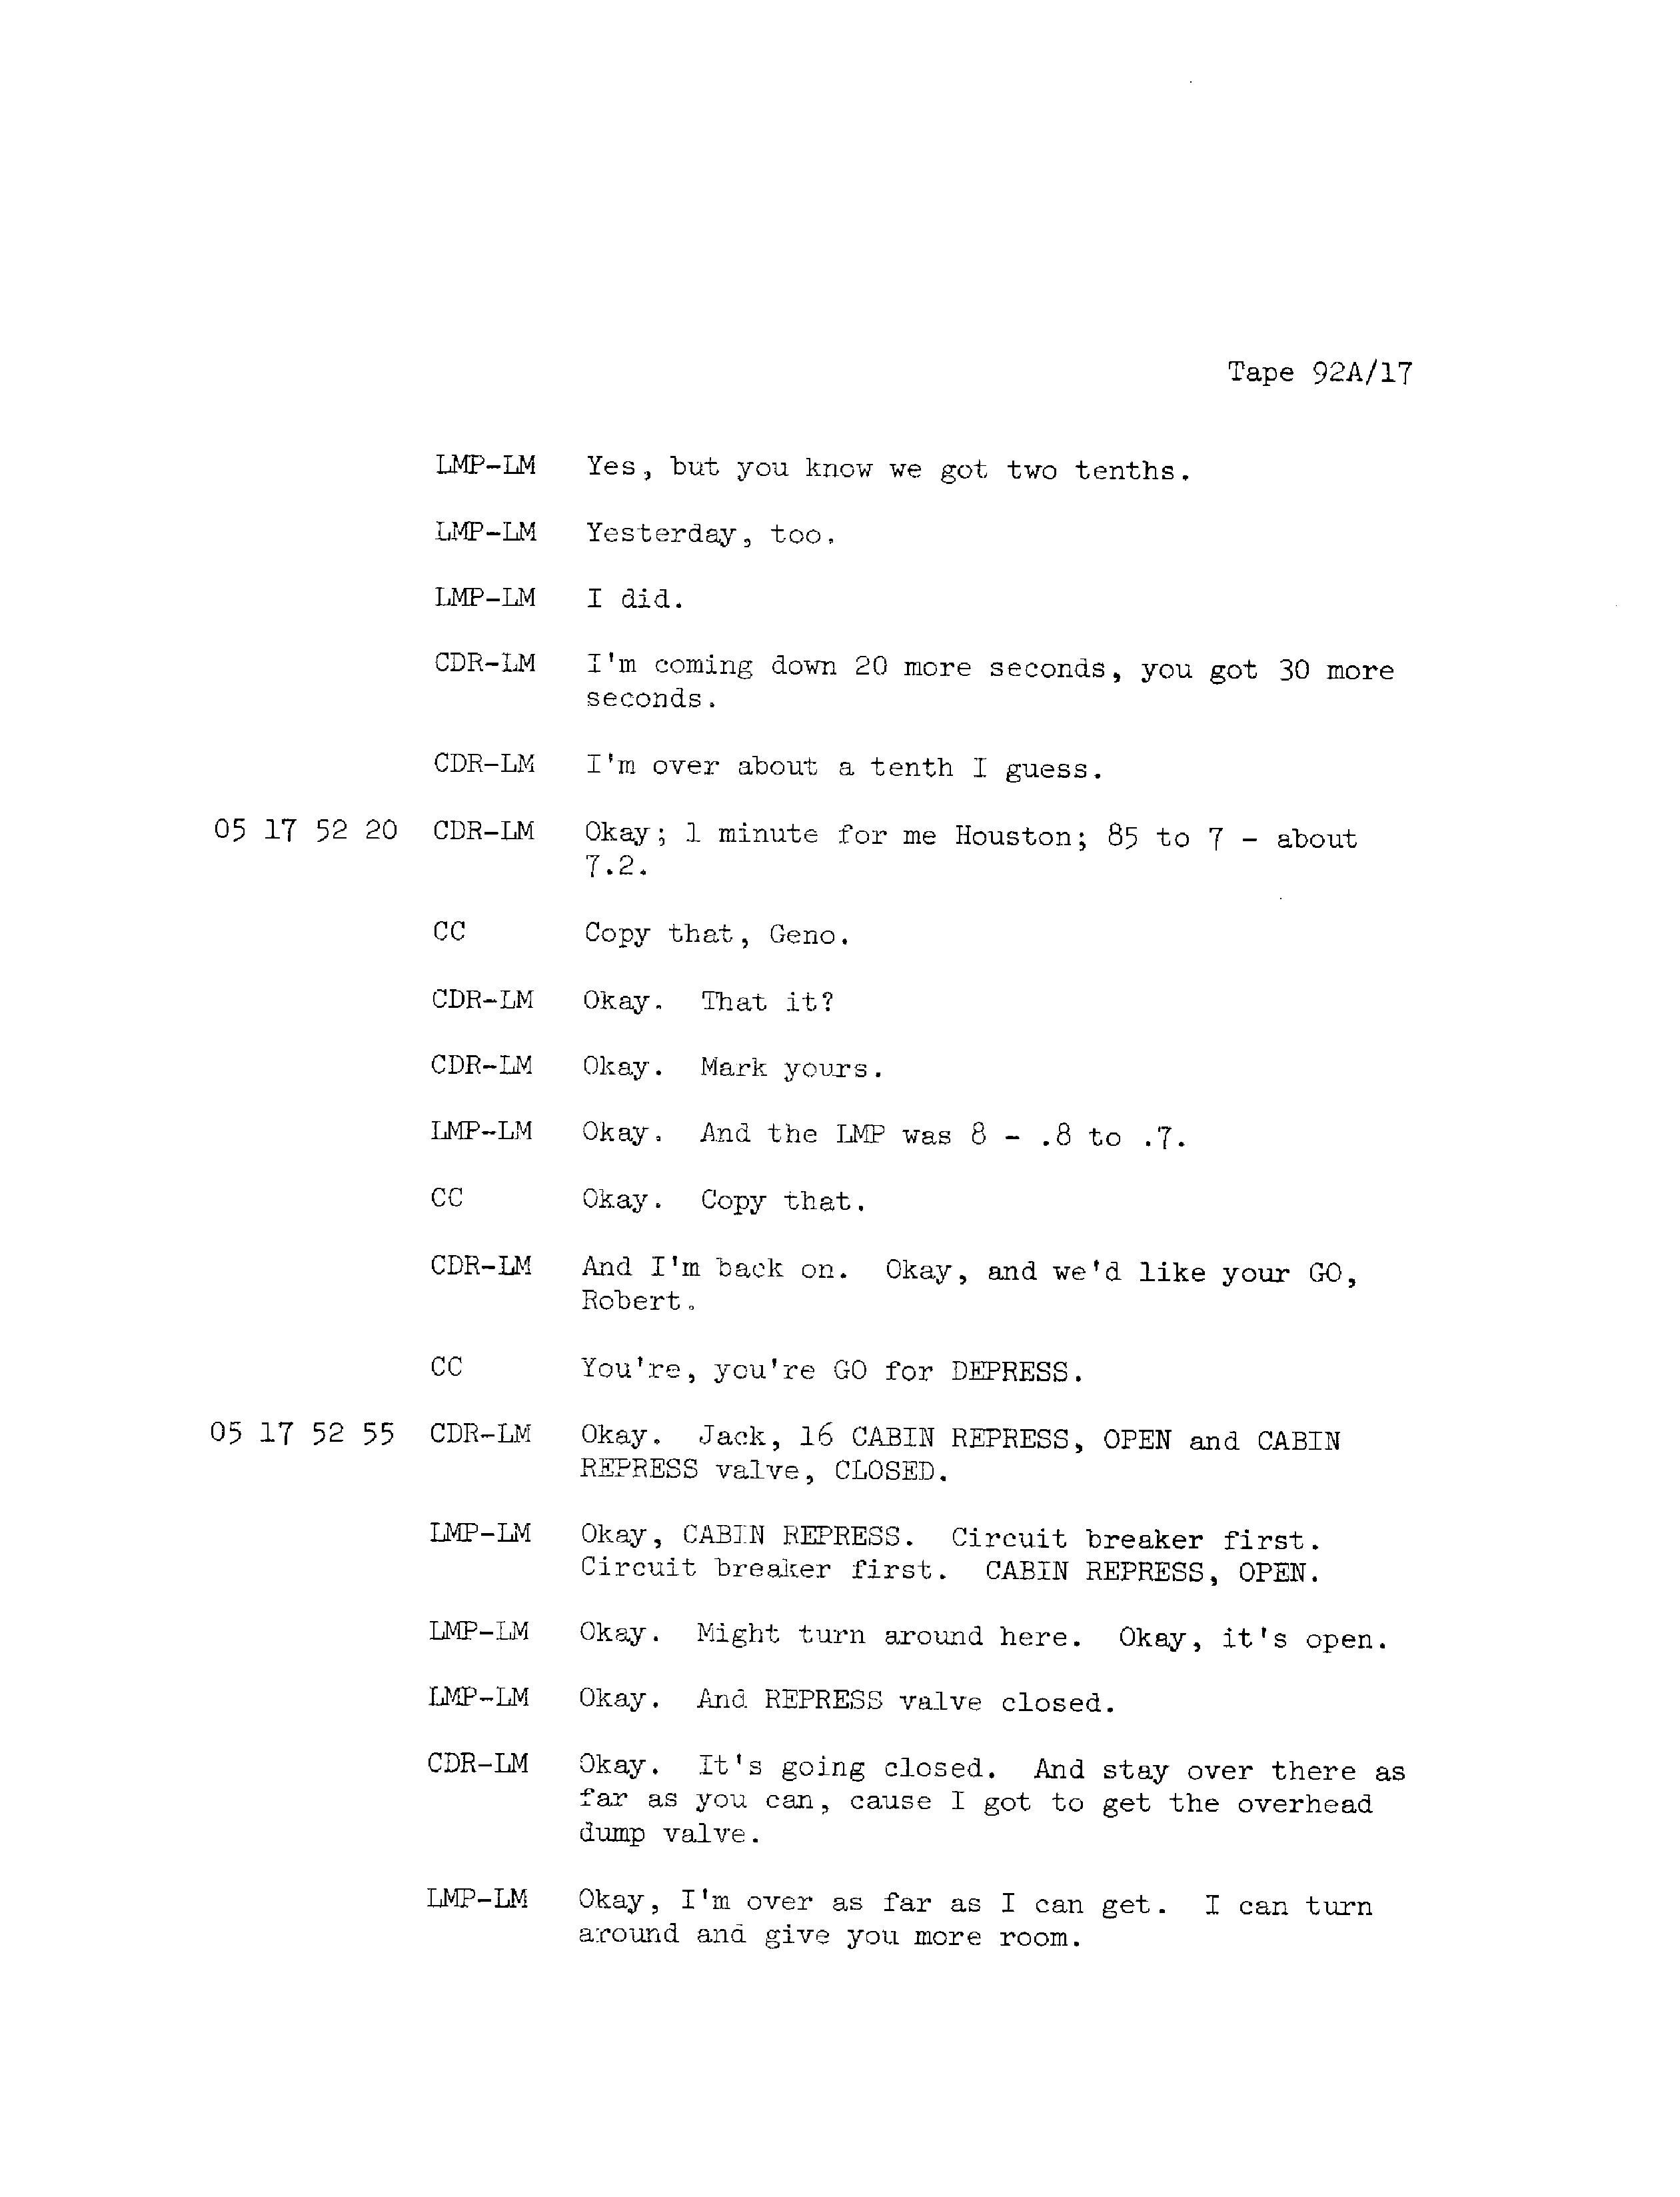 Tape 92A/17
LMP-LM Yes, but you know we got two tenths.
LMP-LM Yesterday, too.
LMP-LM I did.
CDR-LM I'm coming down 20 more seconds, you got 30 more
seconds.
CDR-LM I'm over about a tenth I guess.
05 17 52 20 CDR-LM Okay; 1 minute for me Houston; 85 to 7 - about
7.2.
CC Copy that, Geno.
CDR-LM Okay. That it?
CDR-LM Okay. Mark yours.
LMP-LM Okay. And the LMP was 8 - .8 to .7.
CC Okay. Copy that.
CDR-LM And I'm back on. Okay, and we'd like your GO,
Robert.
CC You're, you're GO for DEPRESS.
05 17 52 55 CDR-LM Okay. Jack, 16 CABIN REPRESS, OPEN and CABIN
REPRESS valve, CLOSED.
LMP-LM Okay, CABIN REPRESS. Circuit breaker first.
Circuit breaker first. CABIN REPRESS, OPEN.
LMP-LM Okay. Might turn around here. Okay, it's open.
LMP-LM Okay. And REPRESS valve closed.
CDR-LM Okay. It's going closed. And stay over there as
far as you can, cause I got to get the overhead
dump valve.
LMP-LM Okay, I'm over as far as I can get. I can turn
around and give you more room.